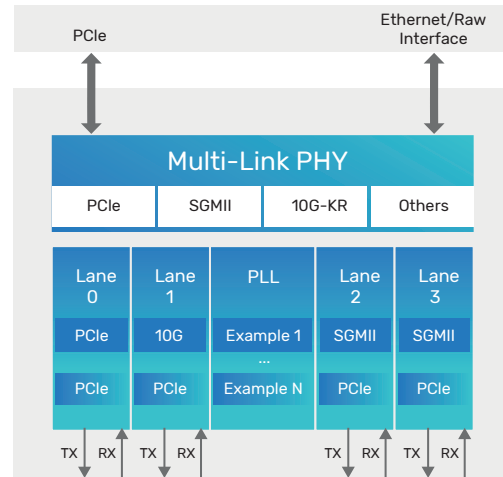 PCIe
Ethernet/Raw
Interface
Multi-Link PHY
PCIe SGMII 10G-KR Others
Lane
0
Lane
1
PLL
Lane
2
Lane
3
PCIe 10G Example 1 SGMII SGMII
...
PCIe PCIe Example N PCIe PCIe
TX RX TX RX TX RX TX RX